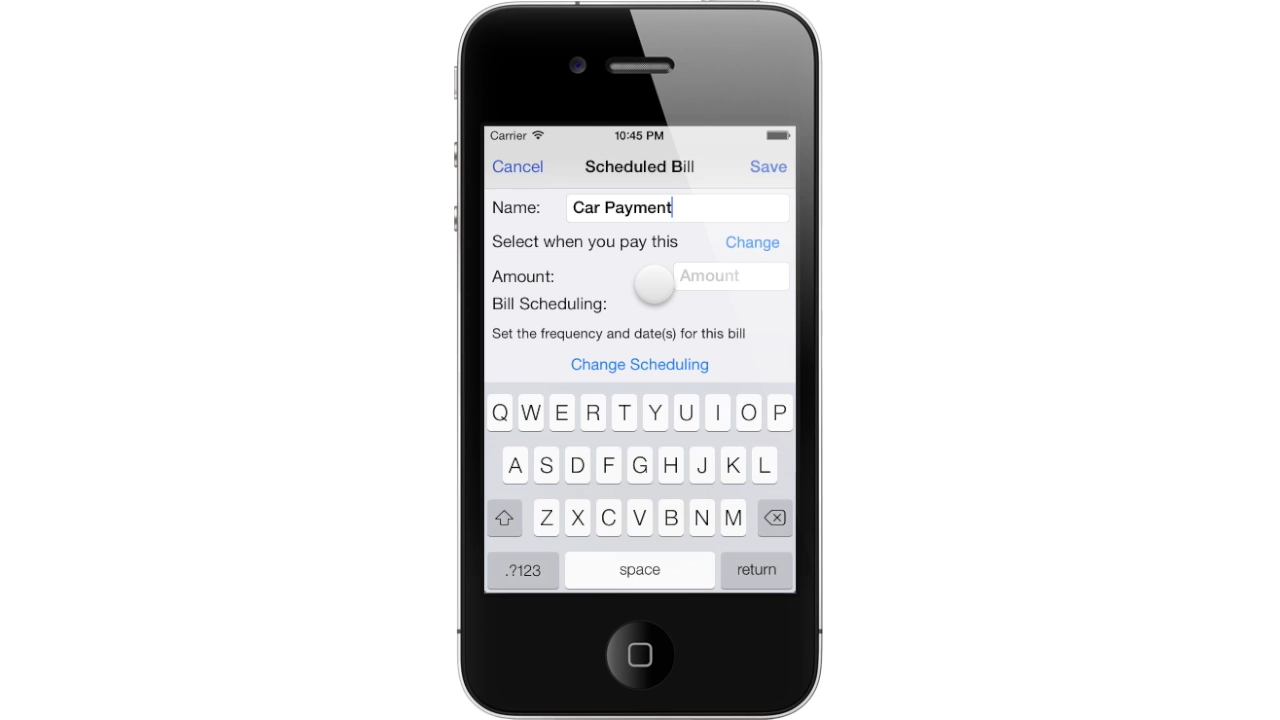 Carrier 10:45 PM
Cancel Scheduled Bill Save
Name: Car Payment
Select when you pay this Change
Amount: Amount
Bill Scheduling:
Set the frequency and date(s) for this bill
Change Scheduling
Q W E R T Y U I O P
A S D F G H J K L
Z X C V B N M
.?123 space return